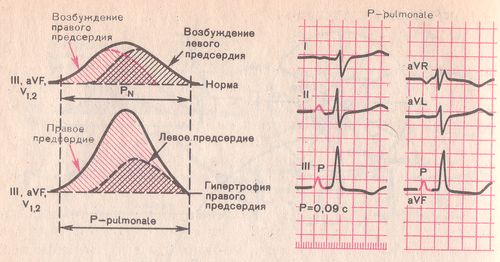 Возбуждение
правого
предсердия
Возбуждение
левого
предсердия
III, aVF,
V1,2
PN
Норма
Правое
предсердие
Левое предсердие
III, aVF,
V1,2
Гипертрофия
правого
предсердия
P-pulmonale
P-pulmonale
I
II
III
P
P=0,09 с
aVR
aVL
P
aVF